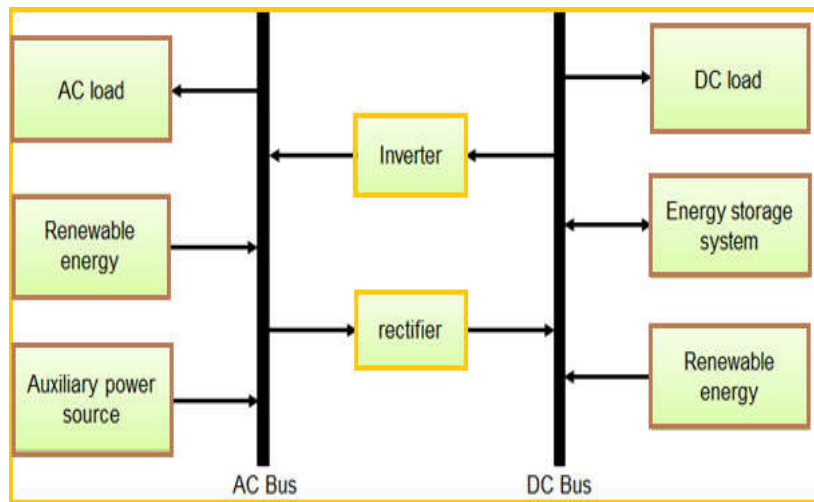 AC load
DC load
Inverter
Renewable
energy
Energy storage
system
rectifier
Auxiliary power
source
Renewable
energy
AC Bus
DC Bus